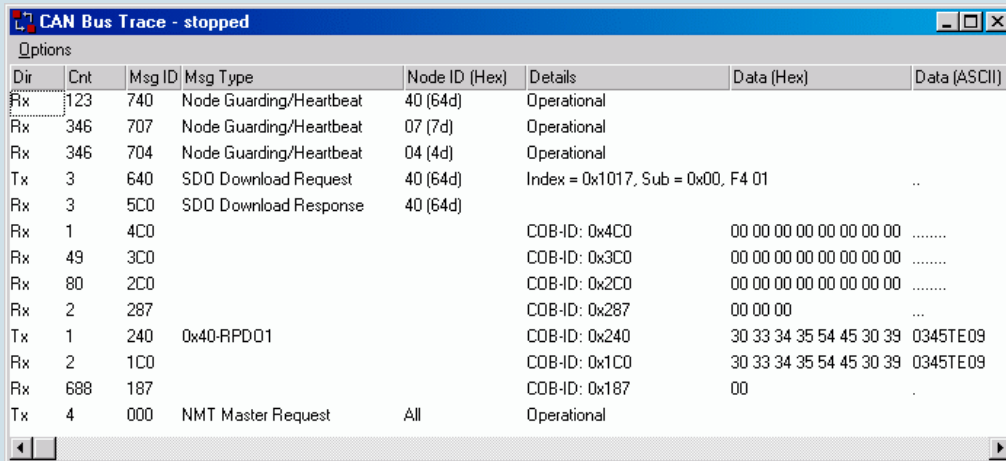 CAN Bus Trace - stopped
Options
Dir Cnt Msg ID Msg Type Node ID (Hex) Details Data (Hex) Data (ASCII)
Rx 123 740 Node Guarding/Heartbeat 40 (64d) Operational
Rx 346 707 Node Guarding/Heartbeat 07 (7d) Operational
Rx 346 704 Node Guarding/Heartbeat 04 (4d) Operational
Tx 3 640 SDO Download Request 40 (64d) Index = 0x1017, Sub = 0x00, F4 01 ..
Rx 3 5C0 SDO Download Response 40 (64d)
Rx 1 4C0 COB-ID: 0x4C0 00 00 00 00 00 00 00 00 ........
Rx 49 3C0 COB-ID: 0x3C0 00 00 00 00 00 00 00 00 ........
Rx 80 2C0 COB-ID: 0x2C0 00 00 00 00 00 00 00 00 ........
Rx 2 287 COB-ID: 0x287 00 00 00 ...
Tx 1 240 0x40-RPDO1 COB-ID: 0x240 30 33 34 35 54 45 30 39 0345TE09
Rx 2 1C0 COB-ID: 0x1C0 30 33 34 35 54 45 30 39 0345TE09
Rx 688 187 COB-ID: 0x187 00 .
Tx 4 000 NMT Master Request All Operational